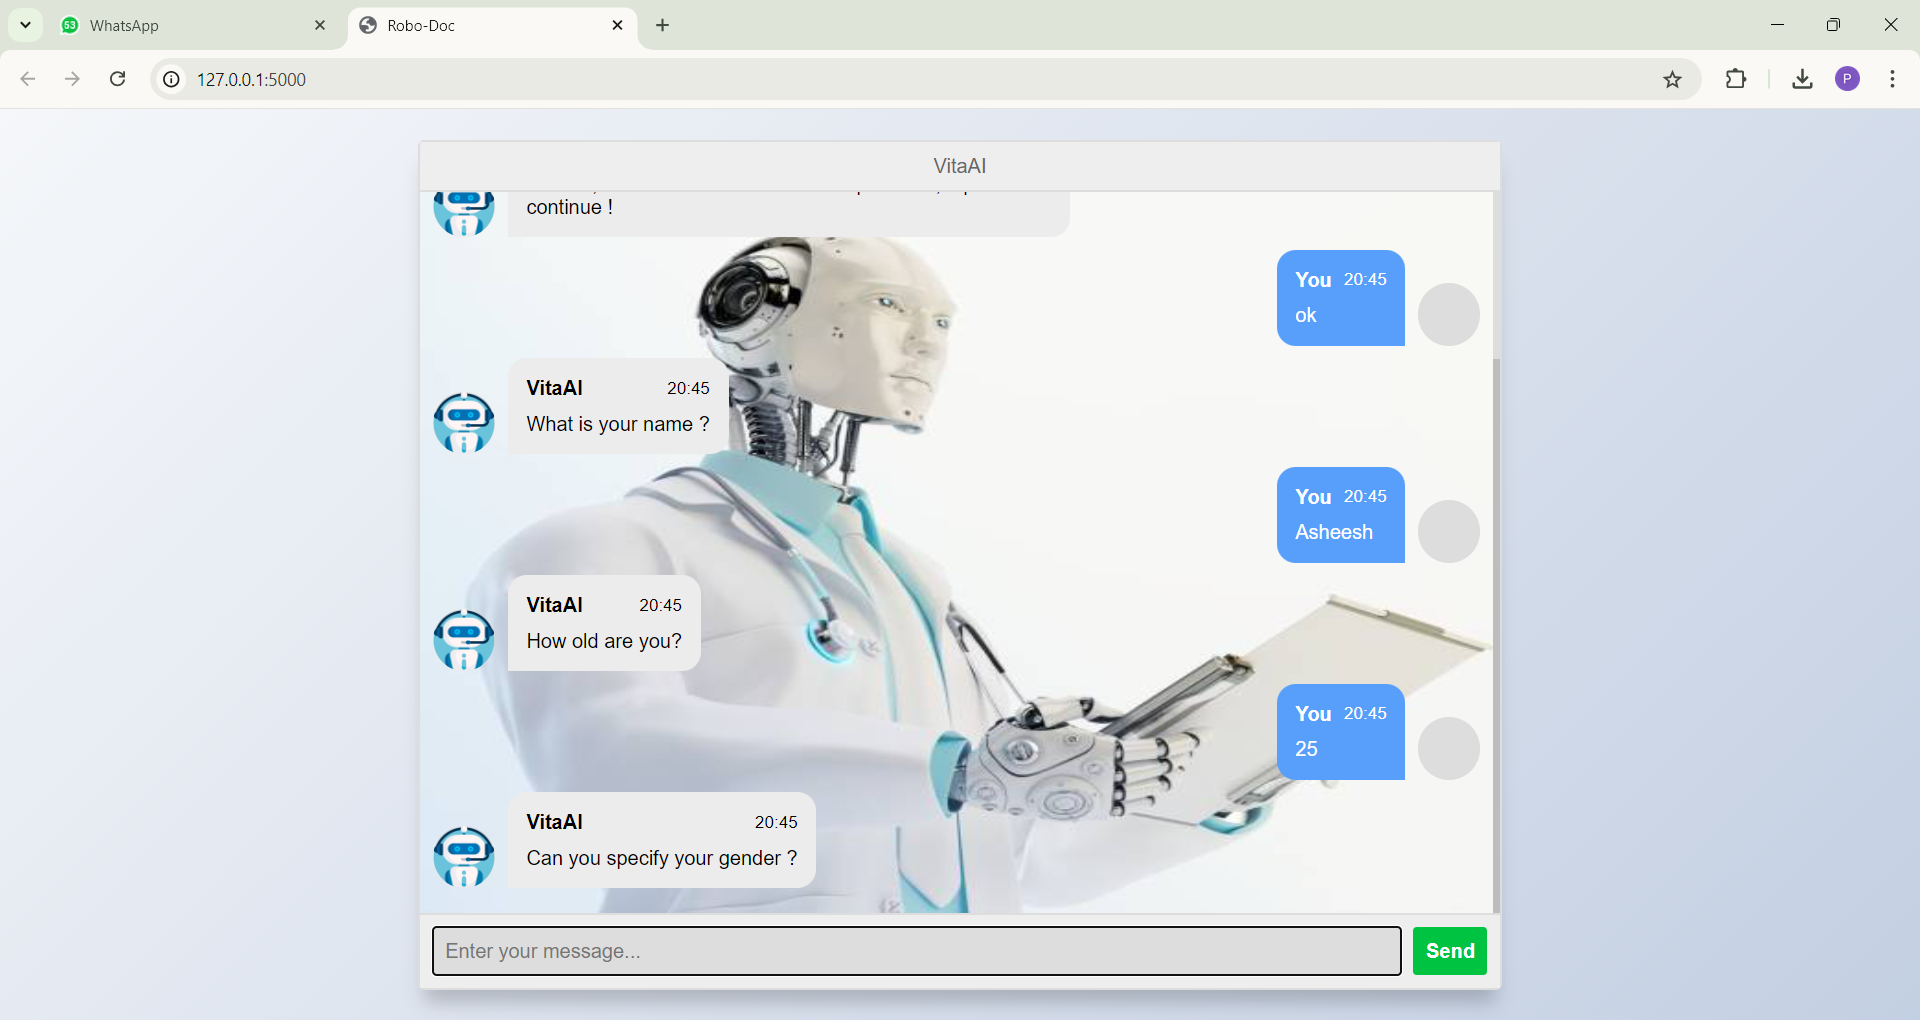 53 WhatsApp
Robo-Doc
127.0.0.1:5000
P
VitaAI
continue !
You 20:45
ok
VitaAI 20:45
What is your name ?
You 20:45
Asheesh
VitaAI 20:45
How old are you?
You 20:45
25
VitaAI 20:45
Can you specify your gender ?
Enter your message...
Send